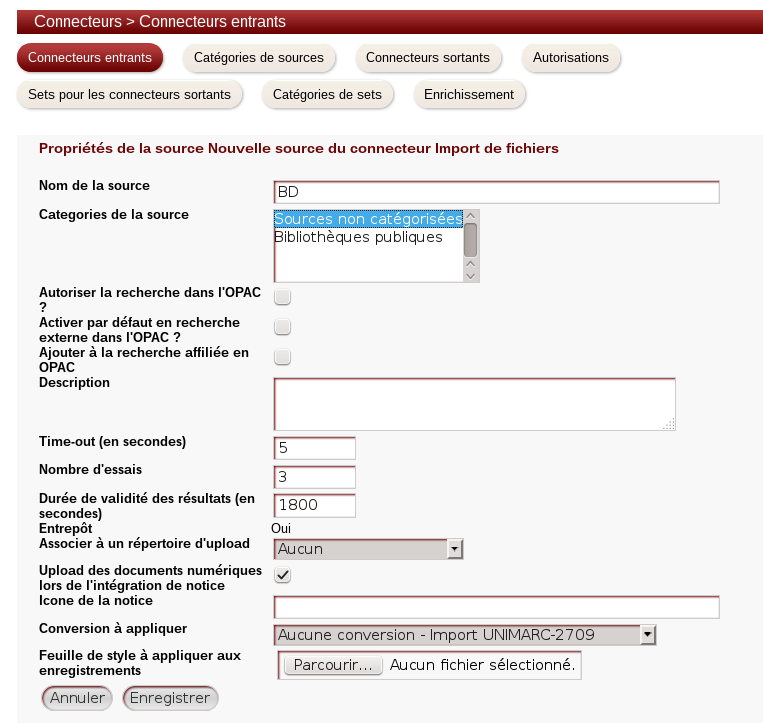 Connecteurs > Connecteurs entrants
Connecteurs entrants Catégories de sources Connecteurs sortants Autorisations
Sets pour les connecteurs sortants Catégories de sets Enrichissement
Propriétés de la source Nouvelle source du connecteur Import de fichiers
Nom de la source BD
Categories de la source Sources non catégorisées
Bibliothèques publiques
Autoriser la recherche dans l'OPAC
?
Activer par défaut en recherche
externe dans l'OPAC ?
Ajouter à la recherche affiliée en
OPAC
Description
Time-out (en secondes) 5
Nombre d'essais 3
Durée de validité des résultats (en
secondes) 1800
Entrepôt Oui
Associer à un répertoire d'upload Aucun
Upload des documents numériques
lors de l'intégration de notice
Icone de la notice
Conversion à appliquer Aucune conversion - Import UNIMARC-2709
Feuille de style à appliquer aux
enregistrements Parcourir... Aucun fichier sélectionné.
Annuler Enregistrer